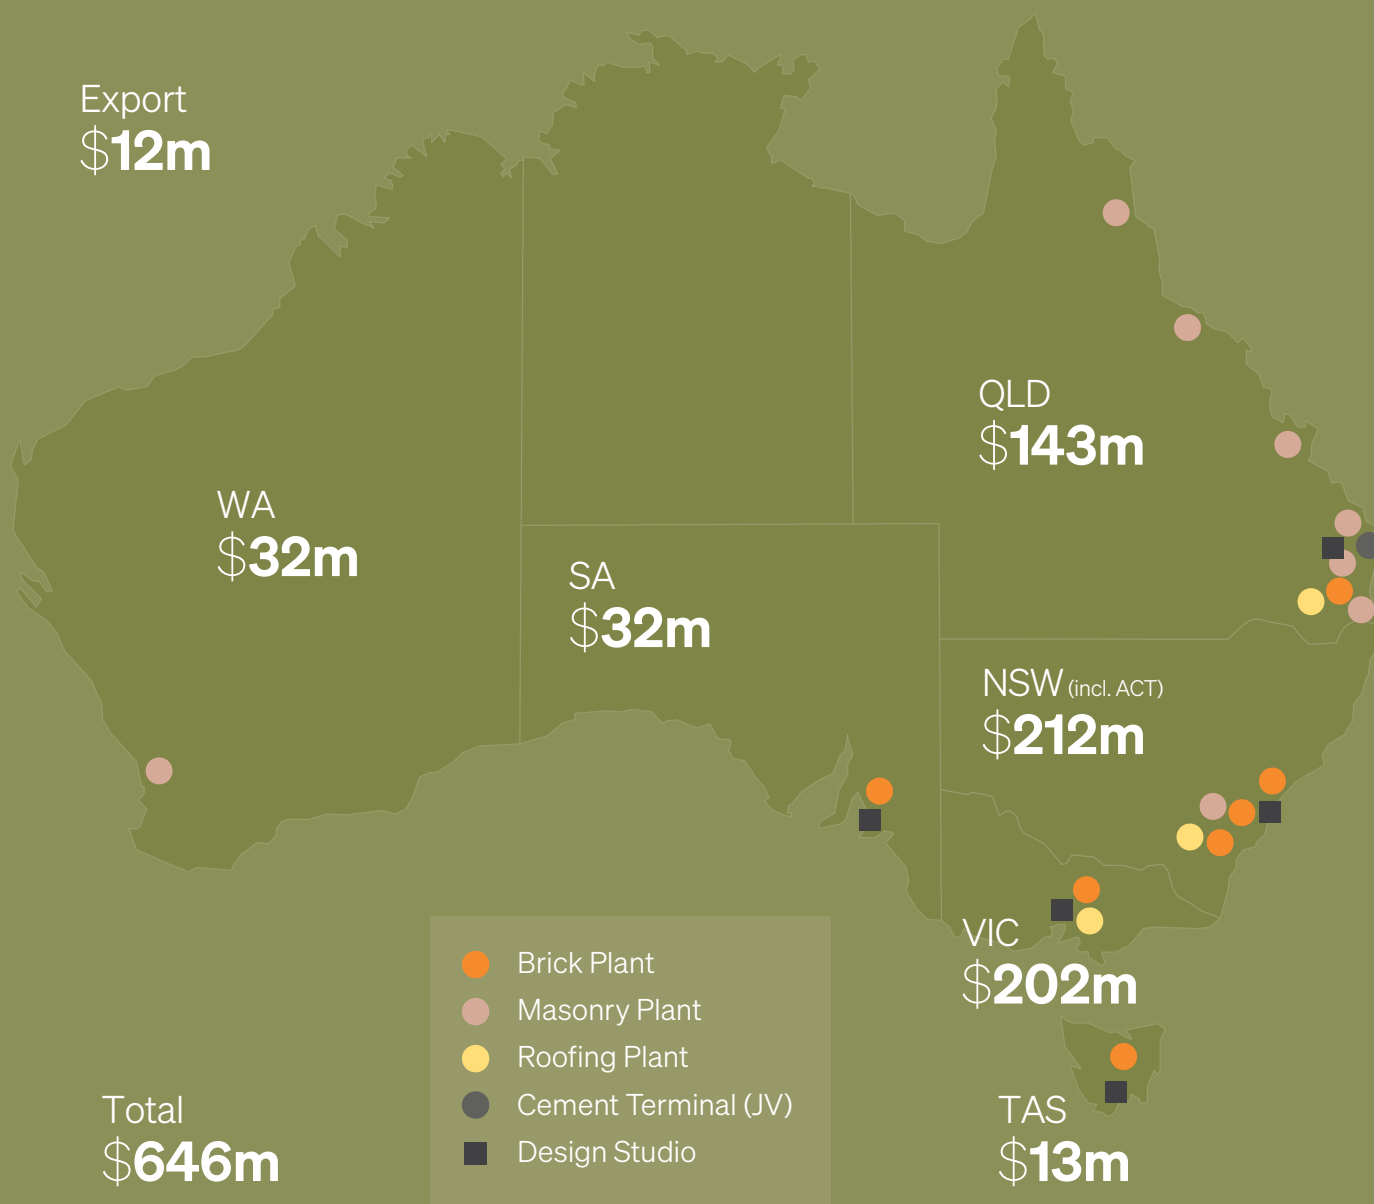 Export
$12m
QLD
$143m
WA
$32m
SA
$32m
NSW (incl. ACT)
$212m
VIC
$202m
Brick Plant
Masonry Plant
Roofing Plant
Cement Terminal (JV)
Design Studio
Total
$646m
TAS
$13m